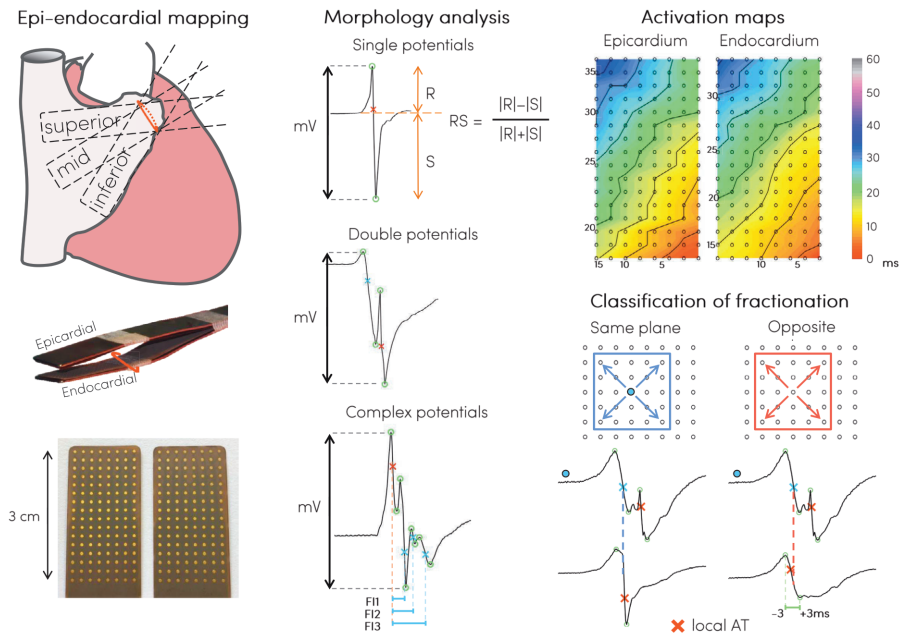 Epi-endocardial mapping
superior
mid
iinferior
Epicardial
Endocardial
3 cm
Morphology analysis
Single potentials
mV
R
S
RS =
|R|-|S|
|R|+|S|
Double potentials
mV
Complex potentials
mV
FI1
FI2
FI3
Activation maps
Epicardium
Endocardium
35
30
25
20
15
10
5
30
25
20
15
10
5
60
50
40
30
20
10
0
ms
Classification of fractionation
Same plane
Opposite
-3
+3ms
local AT